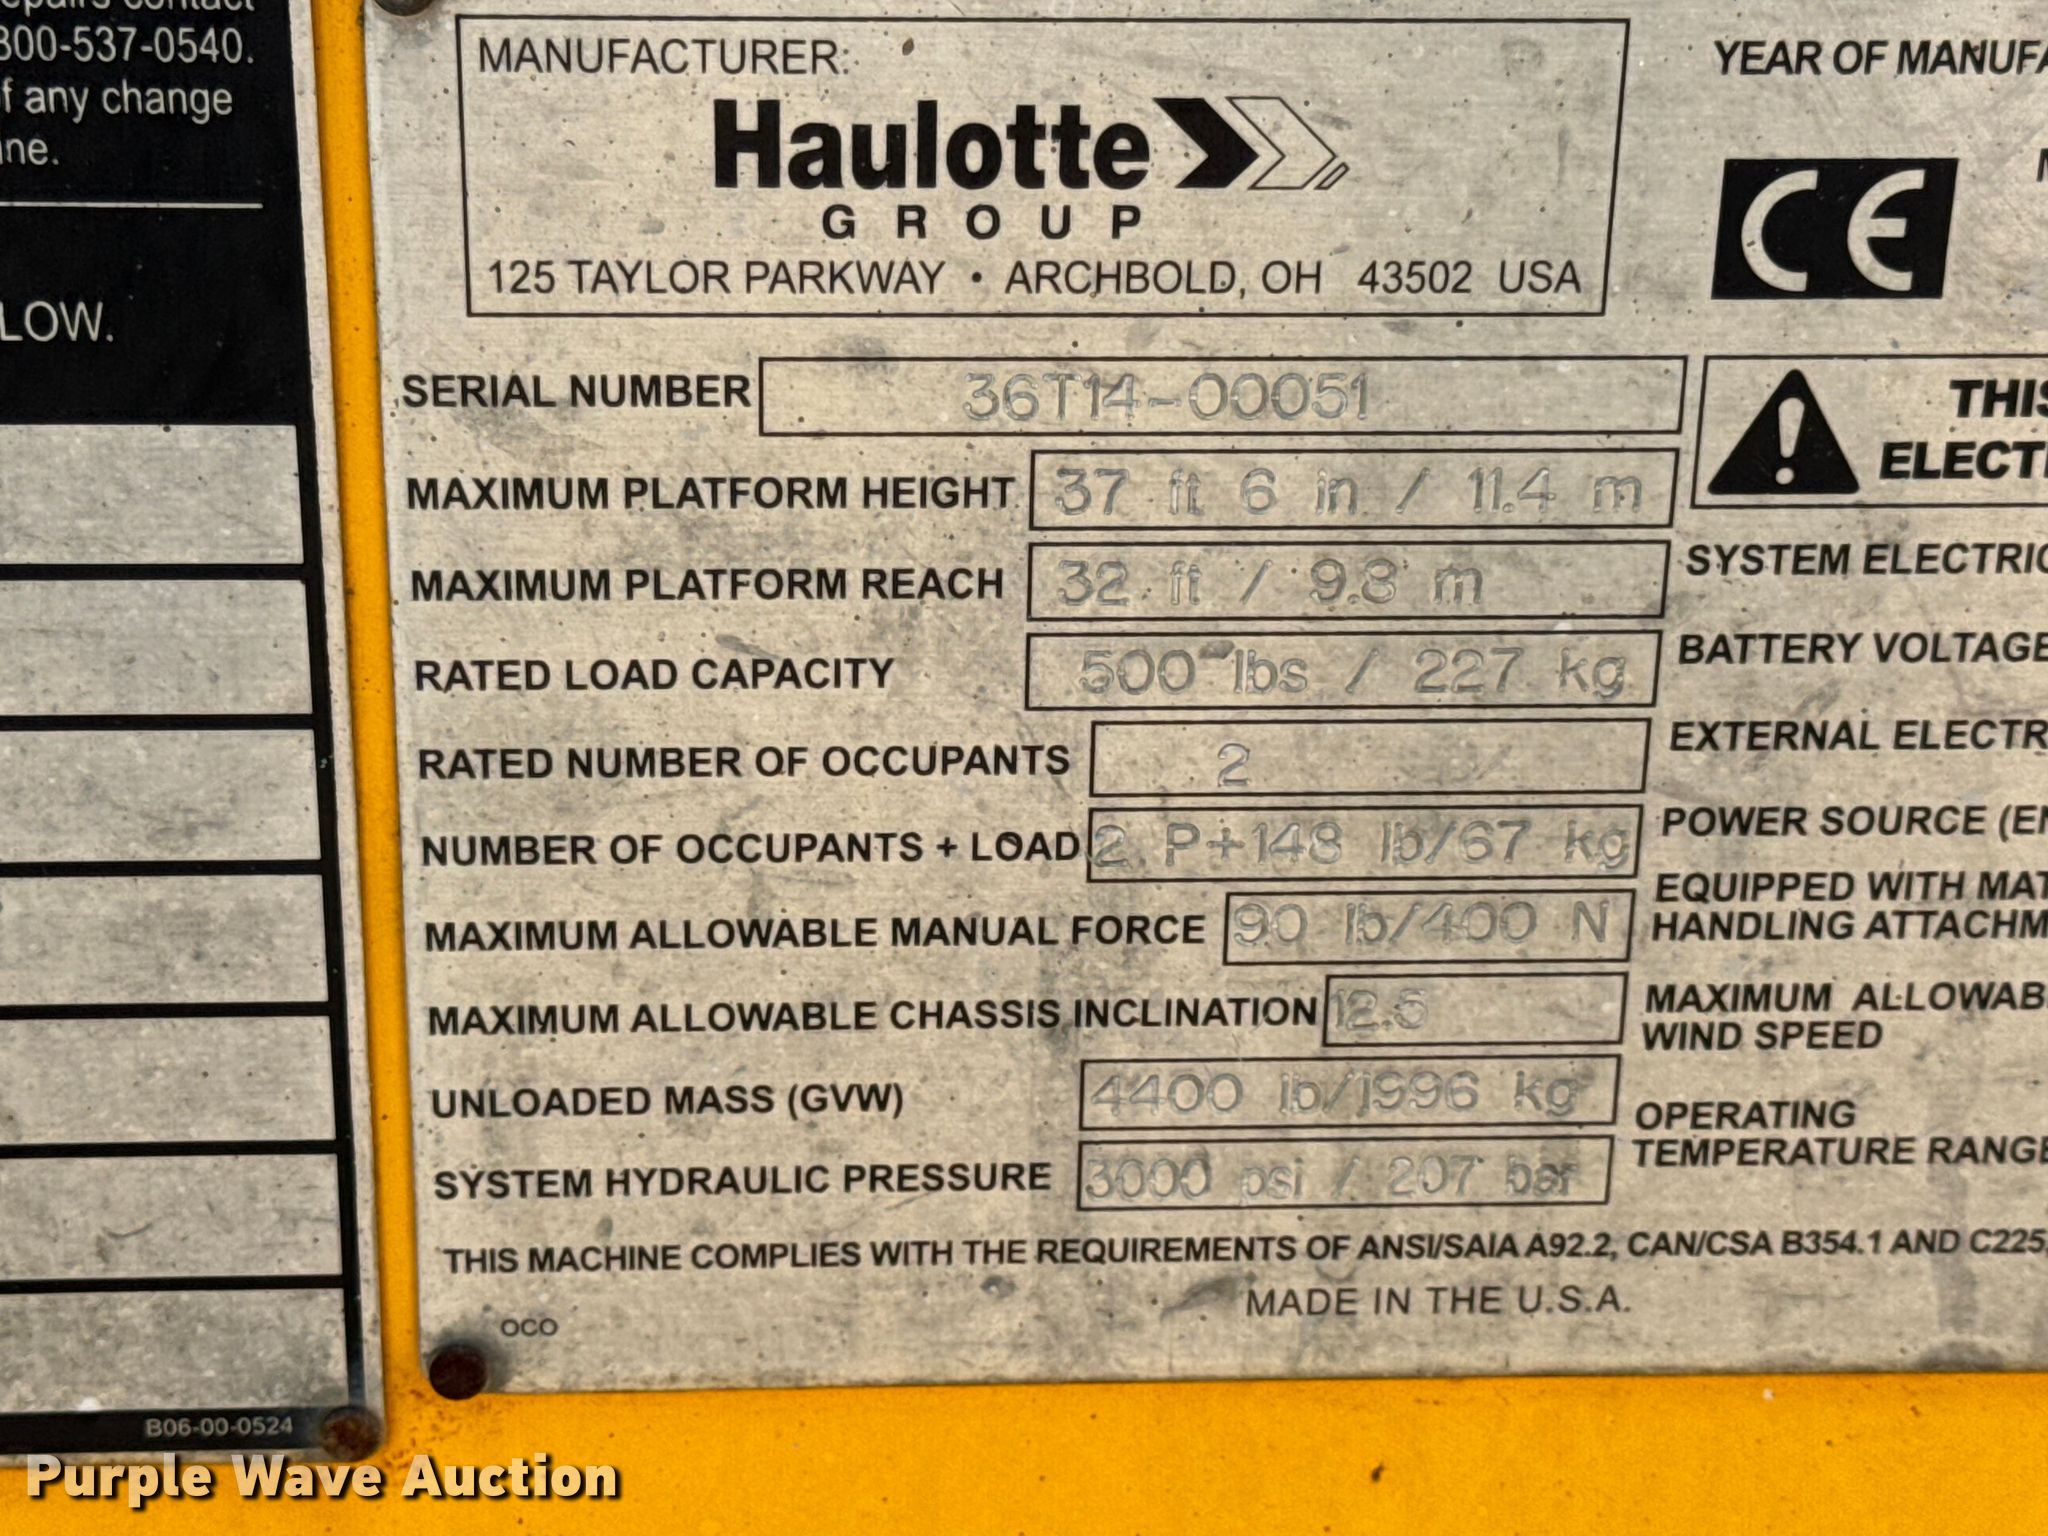 repairs contact
800-537-0540.
of any change
ine.
LOW.
B06-00-0524
MANUFACTURER:
Haulotte
GROUP
125 TAYLOR PARKWAY • ARCHBOLD, OH 43502 USA
YEAR OF MANUFA
CE
SERIAL NUMBER 36T14-00051
THIS
ELECT
MAXIMUM PLATFORM HEIGHT 37 ft 6 in / 11.4 m
MAXIMUM PLATFORM REACH 32 ft / 9.8 m
RATED LOAD CAPACITY 500 lbs / 227 kg
RATED NUMBER OF OCCUPANTS 2
NUMBER OF OCCUPANTS + LOAD 2 P+148 lb/67 kg
MAXIMUM ALLOWABLE MANUAL FORCE 90 lb/400 N
MAXIMUM ALLOWABLE CHASSIS INCLINATION 12.5
UNLOADED MASS (GVW) 4400 lb/1996 kg
SYSTEM HYDRAULIC PRESSURE 3000 psi / 207 bar
SYSTEM ELECTRIC
BATTERY VOLTAGE
EXTERNAL ELECTR
POWER SOURCE (EN
EQUIPPED WITH MAT
HANDLING ATTACHM
MAXIMUM ALLOWAB
WIND SPEED
OPERATING
TEMPERATURE RANGE
THIS MACHINE COMPLIES WITH THE REQUIREMENTS OF ANSI/SAIA A92.2, CAN/CSA B354.1 AND C225,
MADE IN THE U.S.A.
OCO
Purple Wave Auction